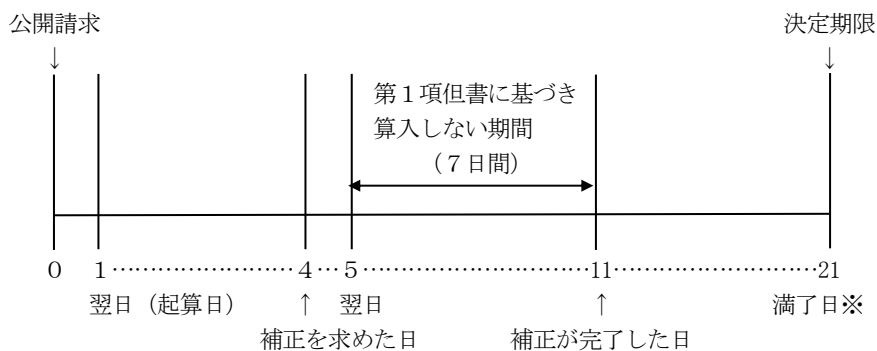 公開請求 決定期限
↓ ↓
第１項但書に基づき
算入しない期間
（７日間）
0 1……………………4…5……………………………11………………………21
翌日（起算日） ↑ 翌日 ↑ 満了日※
補正を求めた日 補正が完了した日